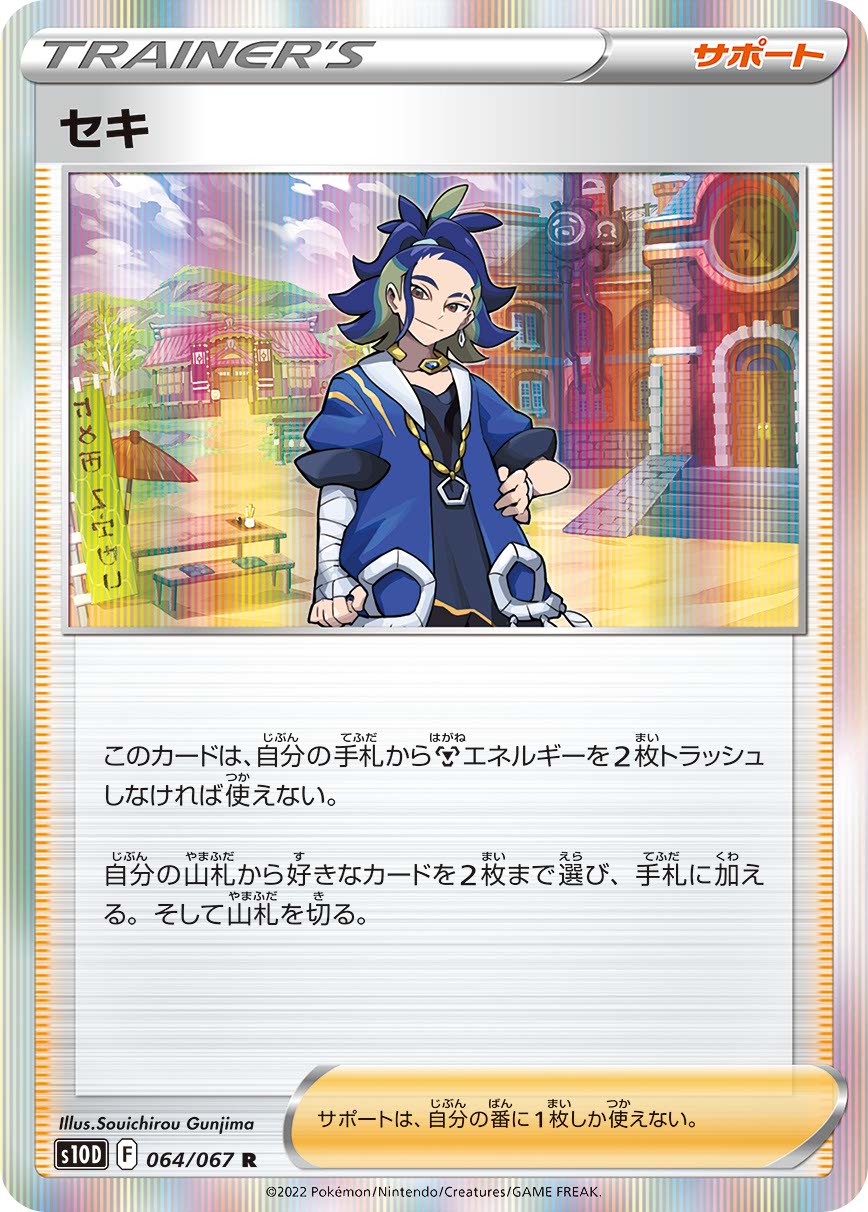 TRAINER'S サポート
セキ
このカードは、自分の手札からエネルギーを2枚トラッシュ
しなければ使えない。
自分の山札から好きなカードを2枚まで選び、手札に加え
る。そして山札を切る。
サポートは、自分の番に1枚しか使えない。
Illus.Souichirou Gunjima
s10D F 064/067 R
©2022 Pokémon/Nintendo/Creatures/GAME FREAK.